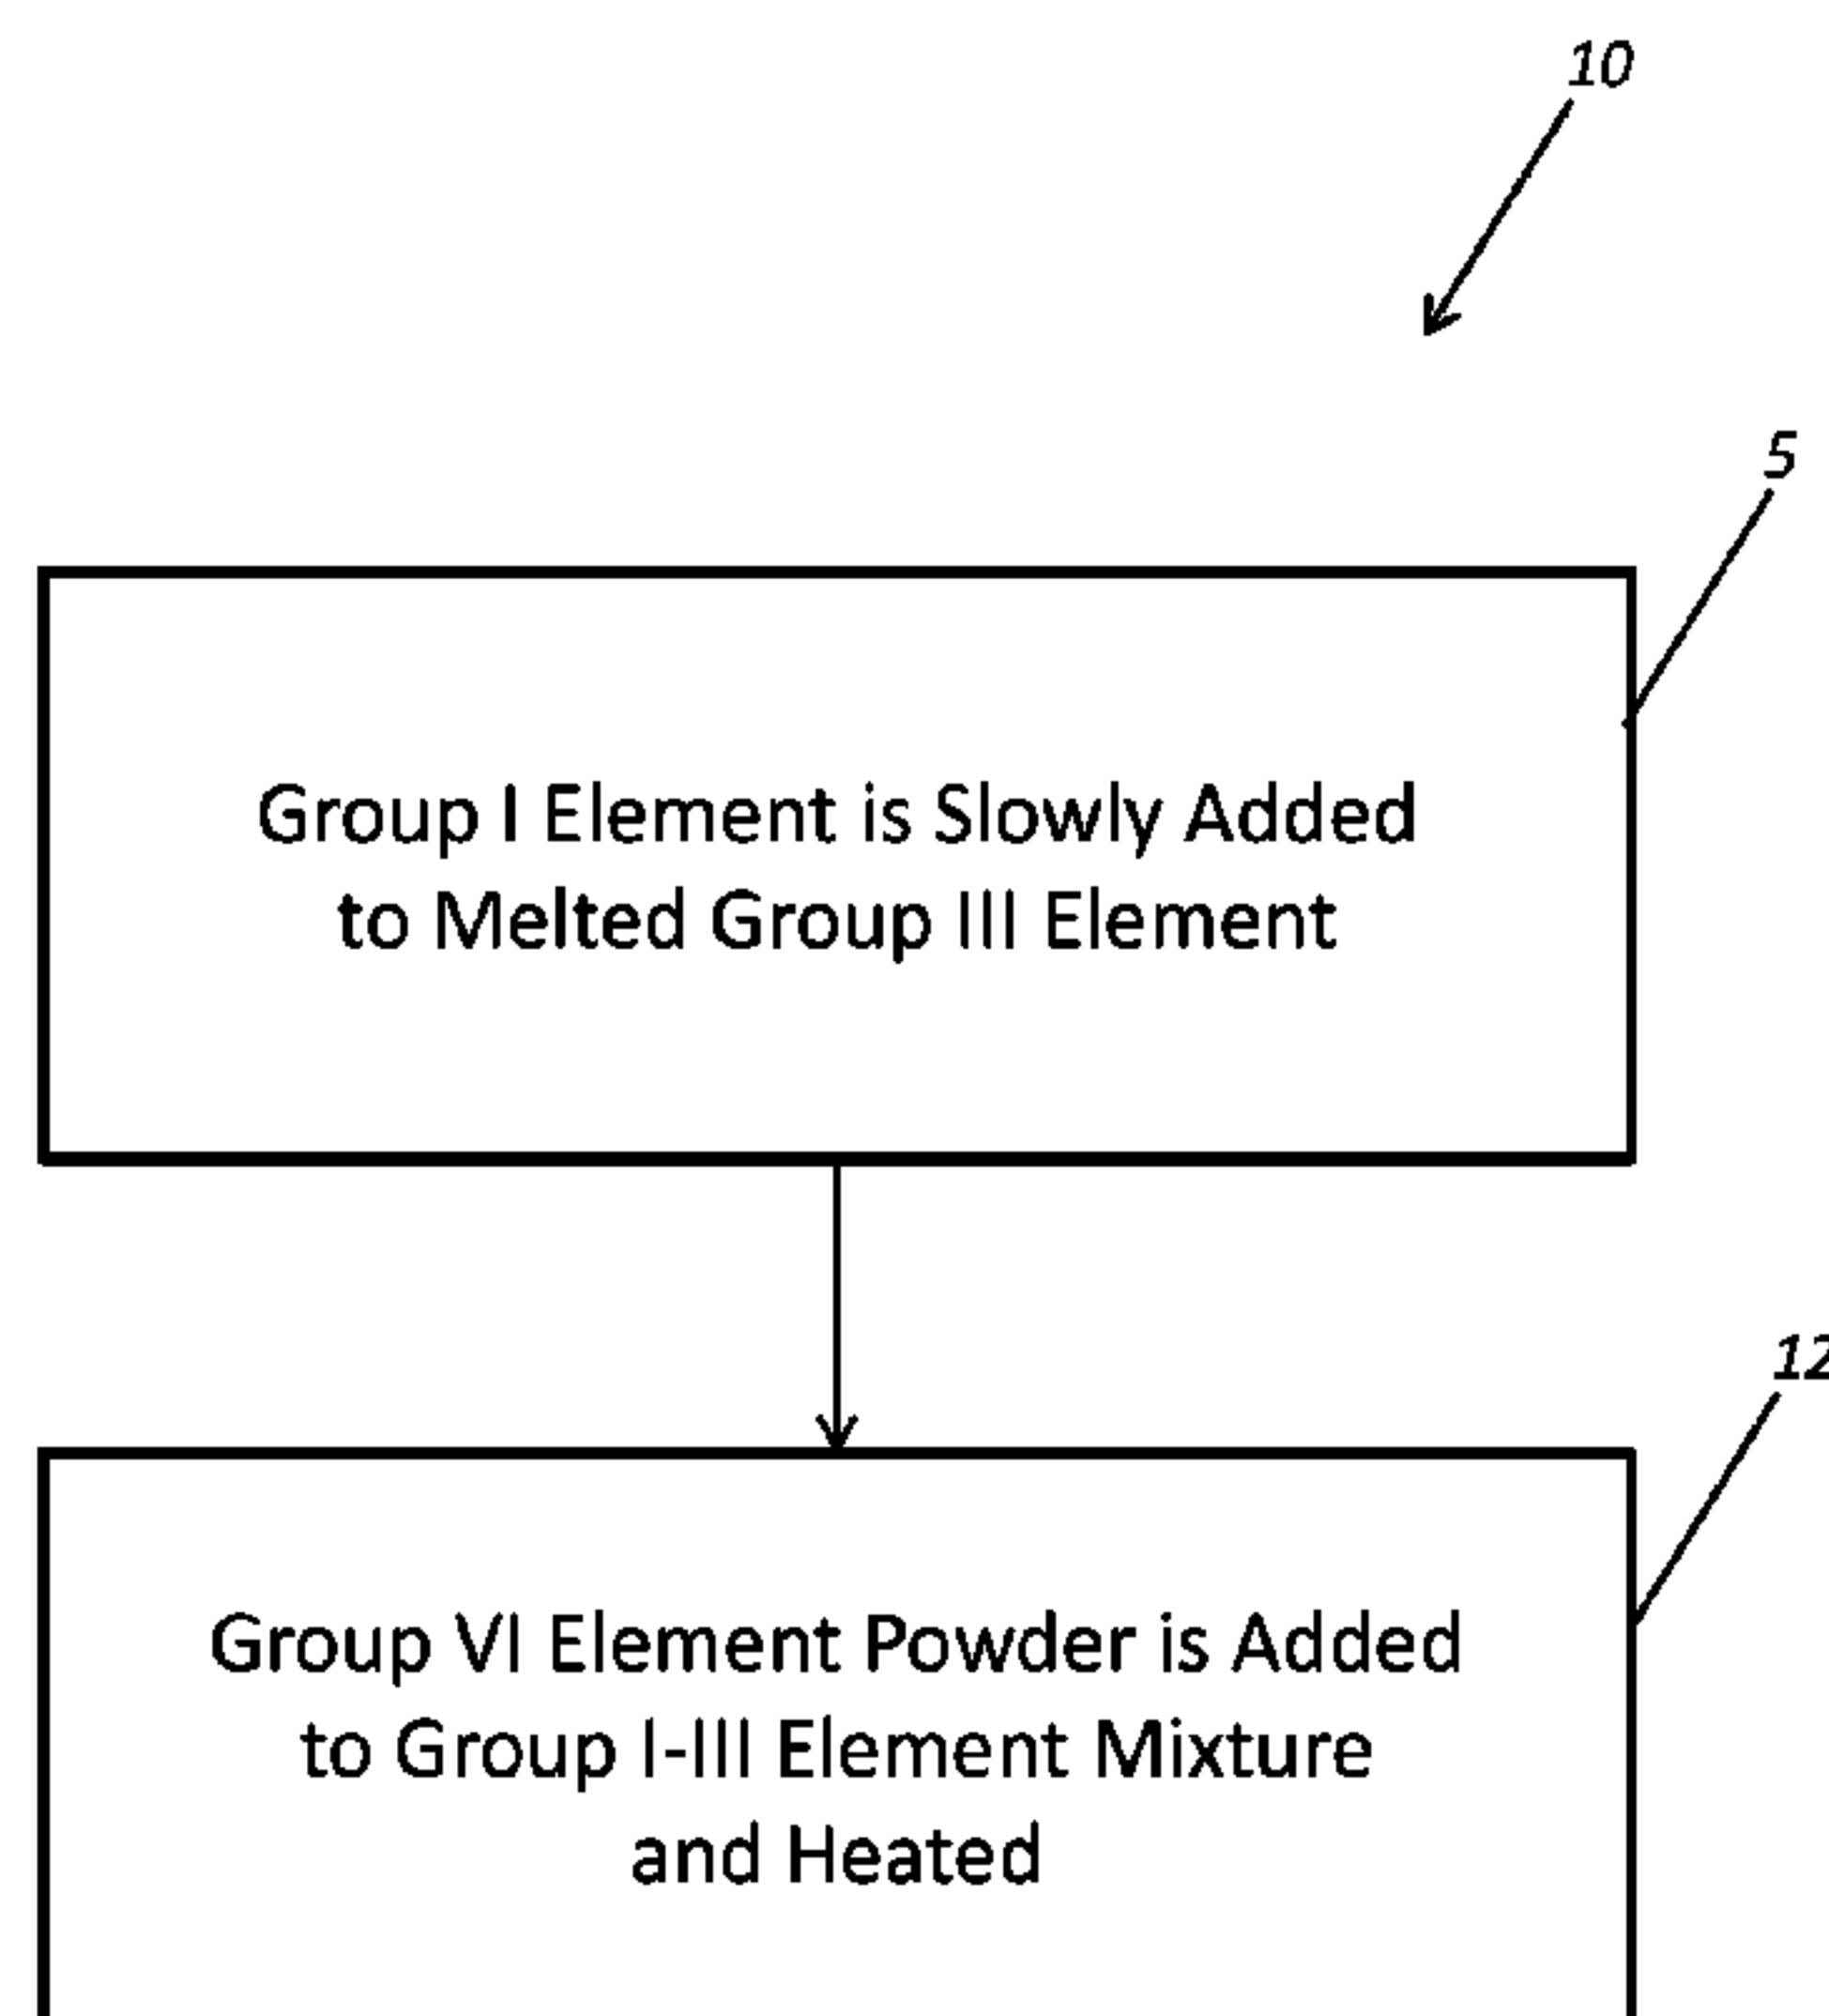 10
5
Group I Element is Slowly Added
to Melted Group III Element
12
Group VI Element Powder is Added
to Group I-III Element Mixture
and Heated